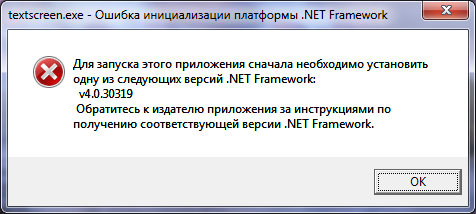 textscreen.exe - Ошибка инициализации платформы .NET Framework
Для запуска этого приложения сначала необходимо установить
одну из следующих версий .NET Framework:
v4.0.30319
Обратитесь к издателю приложения за инструкциями по
получению соответствующей версии .NET Framework.
OK